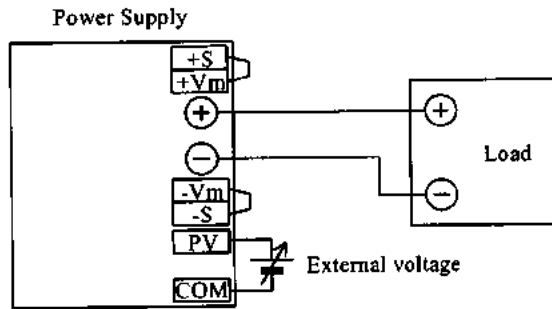 Power Supply
+S
+Vm
+
+
−
Load
−
-Vm
-S
PV
External voltage
COM